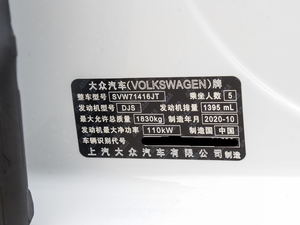 大众汽车(VOLKSWAGEN)牌
整车型号 SVW71416JT 乘坐人数 5
发动机型号 DJS 发动机排量 1395 mL
最大允许总质量 1830kg 制造年月 2020-10
发动机最大净功率 110kW 制造国 中国
车辆识别代号
上汽大众汽车有限公司 制造